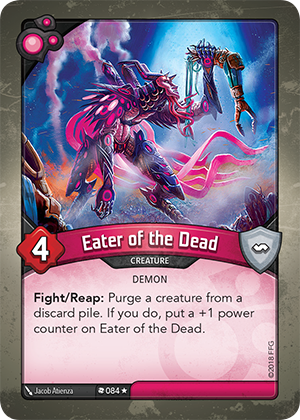 Eater of the Dead
4
CREATURE
DEMON
Fight/Reap: Purge a creature from a
discard pile. If you do, put a +1 power
counter on Eater of the Dead.
Jacob Atienza
084
©2018 FFG